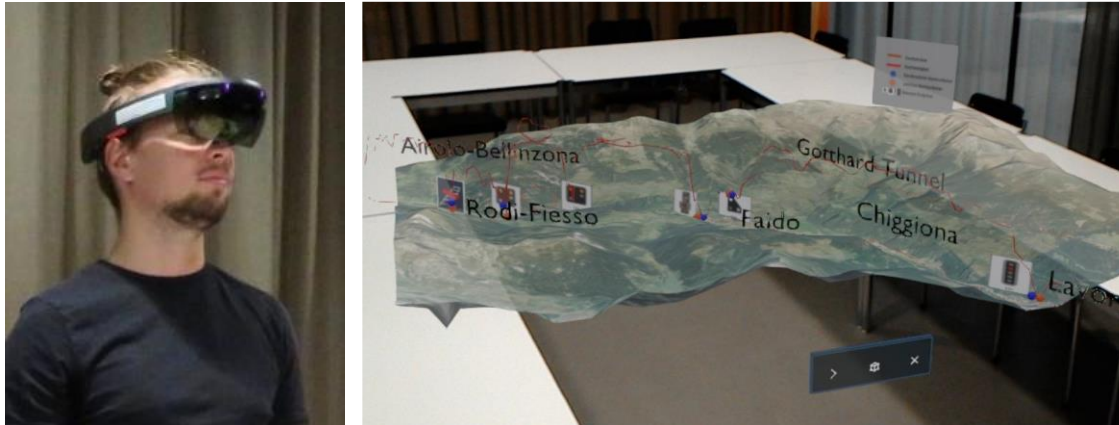 Airolo-Bellinzona
Gotthard Tunnel
Rodi-Fiesso
Faido
Chiggiona